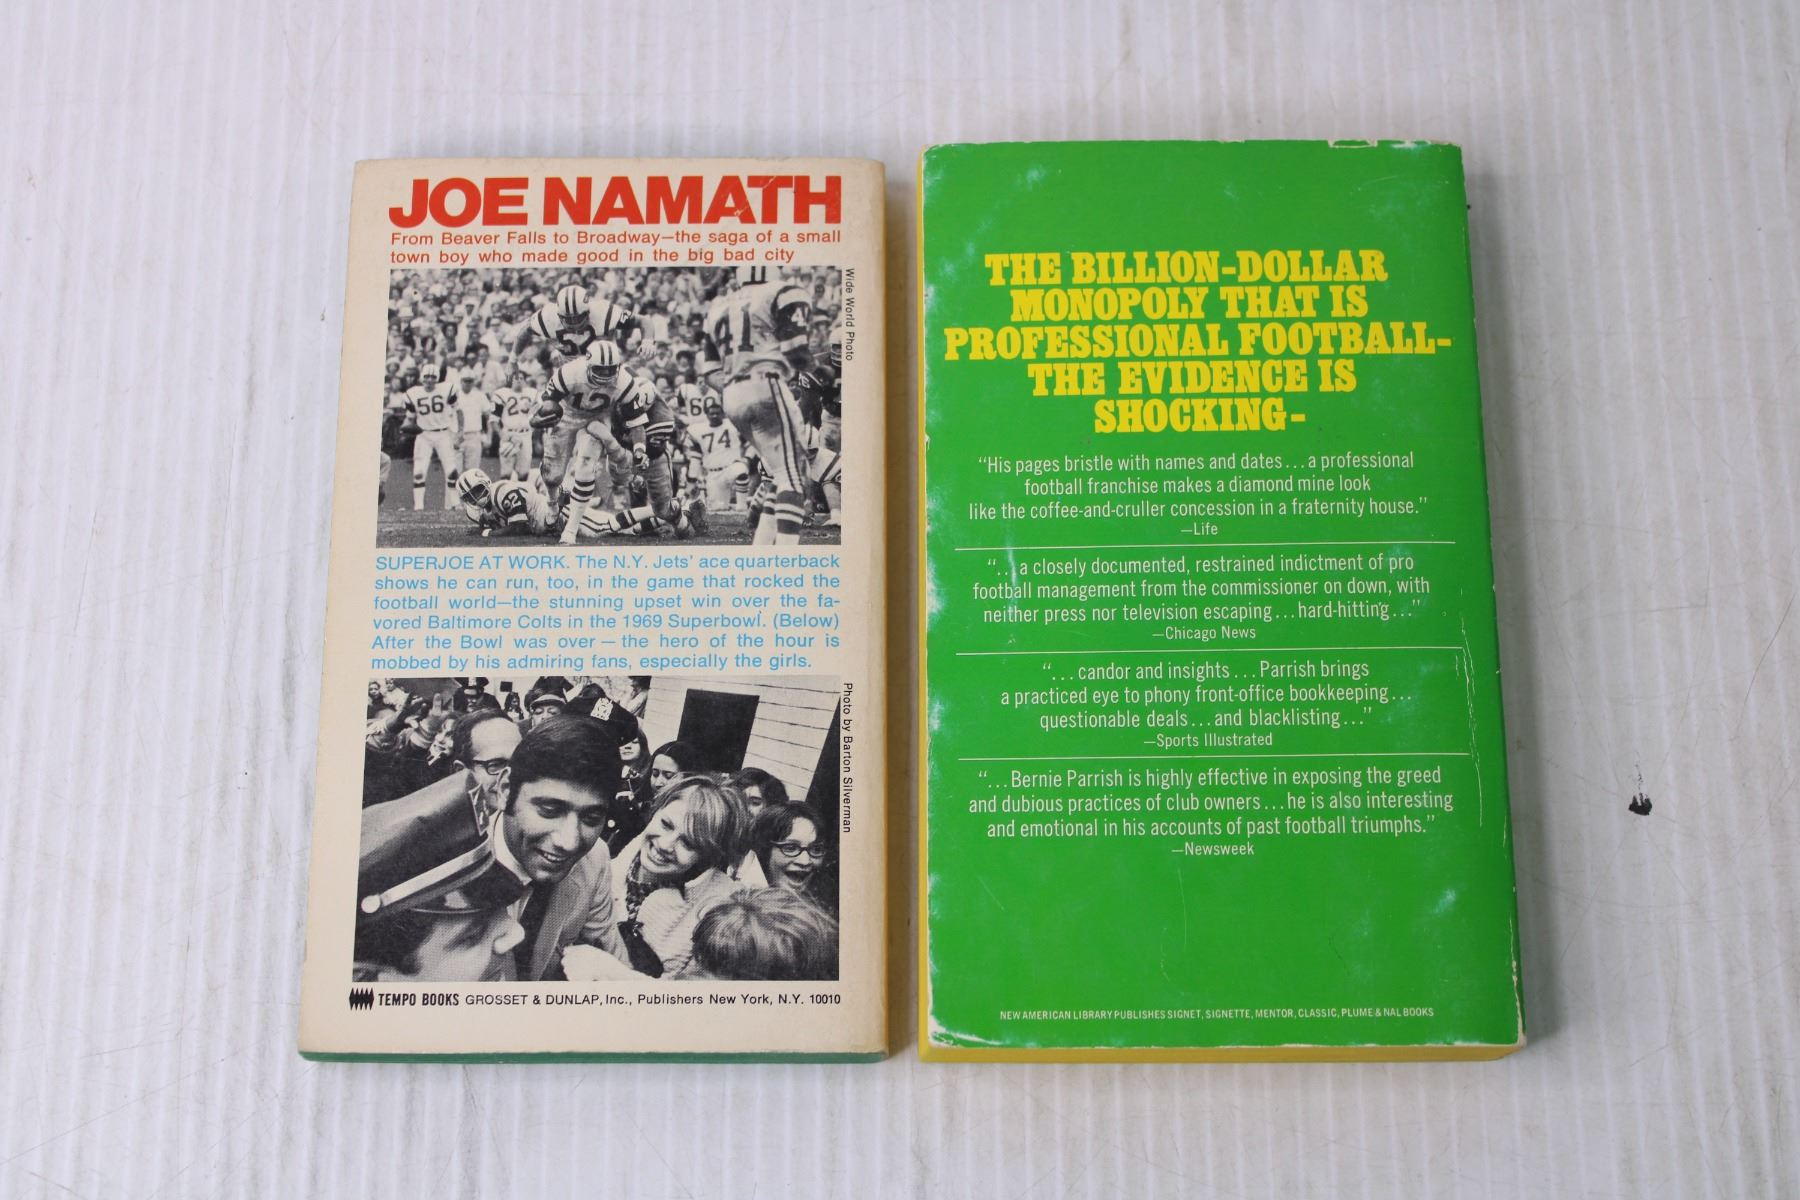 JOE NAMATH
From Beaver Falls to Broadway—the saga of a small
town boy who made good in the big bad city
Wide World Photo
52
41
56
23
12
60
74
22
SUPERJOE AT WORK. The N.Y. Jets' ace quarterback
shows he can run, too, in the game that rocked the
football world—the stunning upset win over the fa-
vored Baltimore Colts in the 1969 Superbowl. (Below)
After the Bowl was over — the hero of the hour is
mobbed by his admiring fans, especially the girls.
Photo by Barton Silverman
TEMPO BOOKS GROSSET & DUNLAP, Inc., Publishers New York, N.Y. 10010
THE BILLION-DOLLAR
MONOPOLY THAT IS
PROFESSIONAL FOOTBALL-
THE EVIDENCE IS
SHOCKING-
“His pages bristle with names and dates...a professional
football franchise makes a diamond mine look
like the coffee-and-cruller concession in a fraternity house.”
—Life
“...a closely documented, restrained indictment of pro
football management from the commissioner on down, with
neither press nor television escaping...hard-hitting...”
—Chicago News
“...candor and insights...Parrish brings
a practiced eye to phony front-office bookkeeping...
questionable deals...and blacklisting...”
—Sports Illustrated
“...Bernie Parrish is highly effective in exposing the greed
and dubious practices of club owners...he is also interesting
and emotional in his accounts of past football triumphs.”
—Newsweek
NEW AMERICAN LIBRARY PUBLISHES SIGNET, SIGNETTE, MENTOR, CLASSIC, PLUME & NAL BOOKS